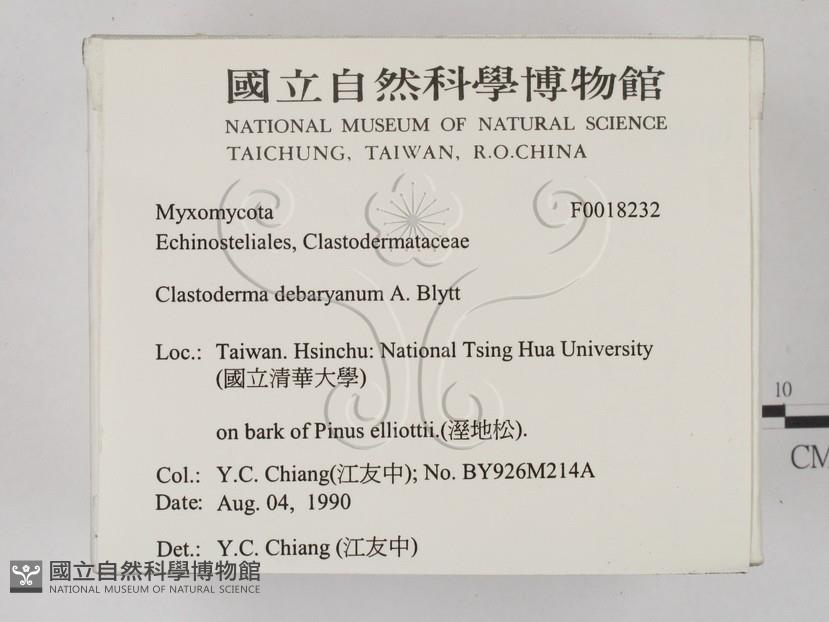 國立自然科學博物館
NATIONAL MUSEUM OF NATURAL SCIENCE
TAICHUNG, TAIWAN, R.O.CHINA
Myxomycota F0018232
Echinosteliales, Clastodermataceae
Clastoderma debaryanum A. Blytt
Loc.: Taiwan. Hsinchu: National Tsing Hua University
(國立清華大學)
on bark of Pinus elliottii.(溼地松).
Col.: Y.C. Chiang(江友中); No. BY926M214A
Date: Aug. 04, 1990
Det.: Y.C. Chiang (江友中)
10
CM
國立自然科學博物館
NATIONAL MUSEUM OF NATURAL SCIENCE